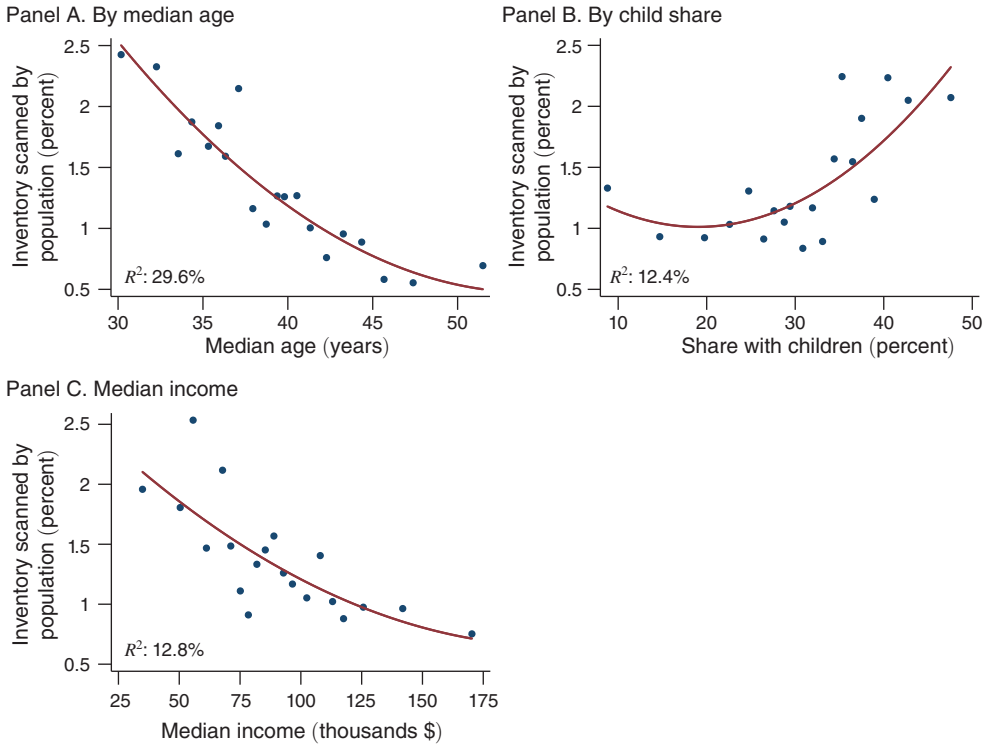 Panel A. By median age
Inventory scanned by
population (percent)
2.5
2
1.5
1
0.5
R²: 29.6%
30 35 40 45 50
Median age (years)
Panel B. By child share
Inventory scanned by
population (percent)
2.5
2
1.5
1
0.5
R²: 12.4%
10 20 30 40 50
Share with children (percent)
Panel C. Median income
Inventory scanned by
population (percent)
2.5
2
1.5
1
0.5
R²: 12.8%
25 50 75 100 125 150 175
Median income (thousands $)